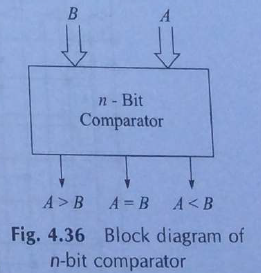 B A
n - Bit
Comparator
A > B A = B A < B
Fig. 4.36 Block diagram of
n-bit comparator